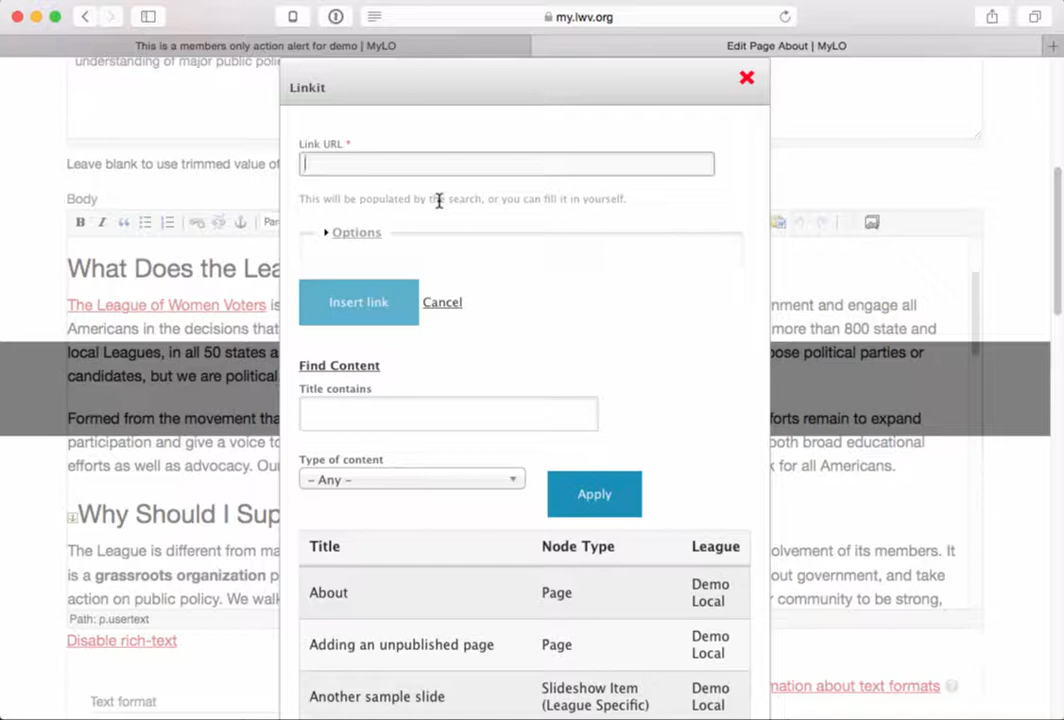 my.lwv.org
This is a members only action alert for demo | MyLO
Edit Page About | MyLO
understanding of major public poli
Linkit
Link URL *
Leave blank to use trimmed value of
This will be populated by the search, or you can fill it in yourself.
Body
B I
Par
Options
What Does the Lea
The League of Women Voters is
nment and engage all
Americans in the decisions that
more than 800 state and
Insert link
Cancel
local Leagues, in all 50 states a
pose political parties or
candidates, but we are political
Find Content
Title contains
Formed from the movement tha
forts remain to expand
participation and give a voice to
both broad educational
efforts as well as advocacy. Ou
k for all Americans.
Type of content
– Any –
Apply
Why Should I Sup
Title
Node Type
League
The League is different from ma
olvement of its members. It
is a grassroots organization p
out government, and take
action on public policy. We walk
r community to be strong,
About
Page
Demo
Local
Path: p.usertext
Disable rich-text
Adding an unpublished page
Page
Demo
Local
Another sample slide
Slideshow Item
(League Specific)
Demo
Local
mation about text formats
Text format